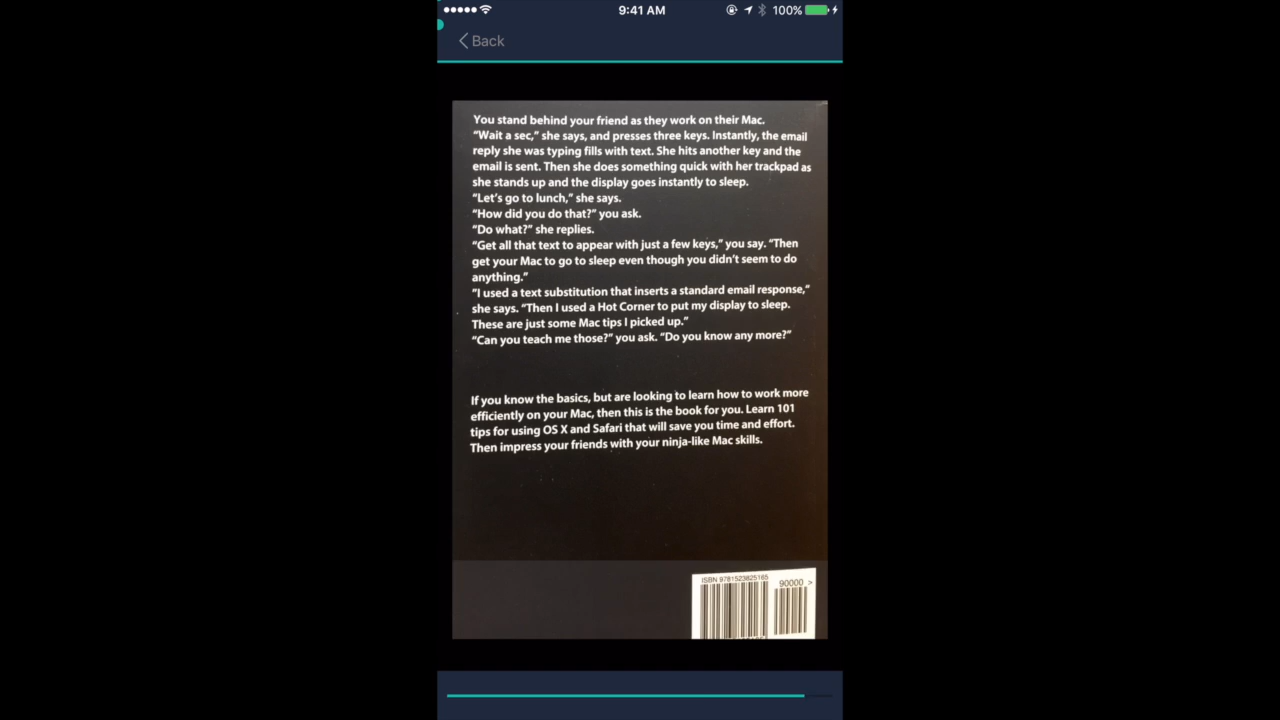 9:41 AM
100%
Back
You stand behind your friend as they work on their Mac.
“Wait a sec,” she says, and presses three keys. Instantly, the email
reply she was typing fills with text. She hits another key and the
email is sent. Then she does something quick with her trackpad as
she stands up and the display goes instantly to sleep.
“Let’s go to lunch,” she says.
“How did you do that?” you ask.
“Do what?” she replies.
“Get all that text to appear with just a few keys,” you say. “Then
get your Mac to go to sleep even though you didn’t seem to do
anything.”
“I used a text substitution that inserts a standard email response,“
she says. “Then I used a Hot Corner to put my display to sleep.
These are just some Mac tips I picked up.”
“Can you teach me those?” you ask. “Do you know any more?”
If you know the basics, but are looking to learn how to work more
efficiently on your Mac, then this is the book for you. Learn 101
tips for using OS X and Safari that will save you time and effort.
Then impress your friends with your ninja-like Mac skills.
ISBN 9781523825165
90000 >